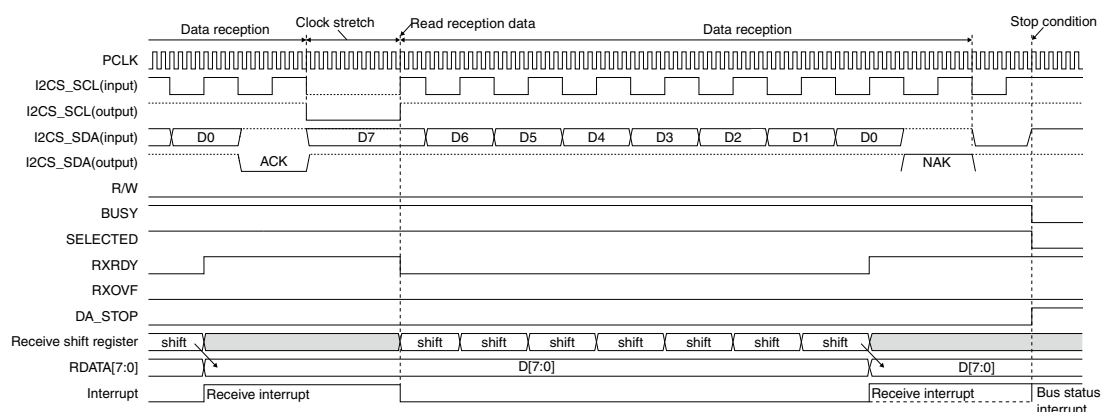 Data reception Clock stretch Read reception data Data reception Stop condition
PCLK
I2CS_SCL(input)
I2CS_SCL(output)
I2CS_SDA(input) D0 D7 D6 D5 D4 D3 D2 D1 D0
I2CS_SDA(output) ACK NAK
R/W
BUSY
SELECTED
RXRDY
RXOVF
DA_STOP
Receive shift register shift shift shift shift shift shift shift shift
RDATA[7:0] D[7:0] D[7:0]
Interrupt Receive interrupt Receive interrupt Bus status
interrupt